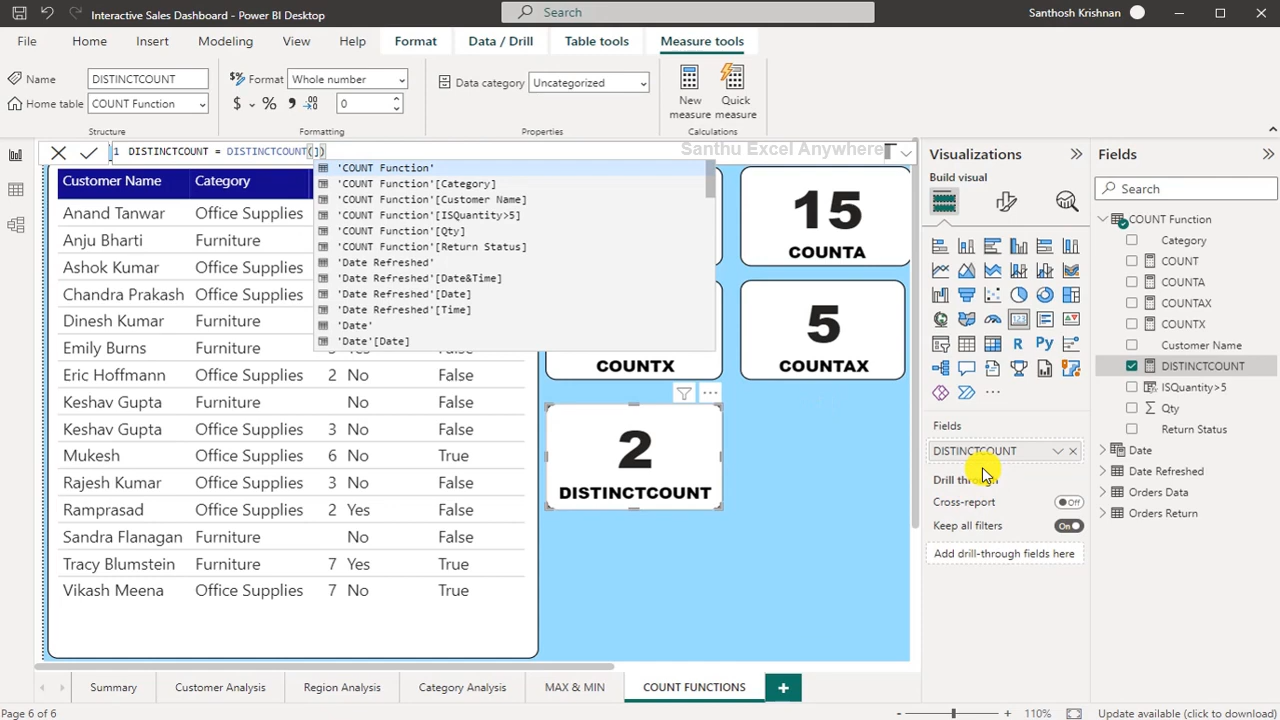 Interactive Sales Dashboard - Power BI Desktop
Search
Santhosh Krishnan
File Home Insert Modeling View Help Format Data / Drill Table tools Measure tools
Name DISTINCTCOUNT
Home table COUNT Function
Structure
Format Whole number
$ % 0
Formatting
Data category Uncategorized
Properties
New measure
Quick measure
Calculations
1 DISTINCTCOUNT = DISTINCTCOUNT(])
Santhu Excel Anywhere
'COUNT Function'
'COUNT Function'[Category]
'COUNT Function'[Customer Name]
'COUNT Function'[ISQuantity>5]
'COUNT Function'[Qty]
'COUNT Function'[Return Status]
'Date Refreshed'
'Date Refreshed'[Date&Time]
'Date Refreshed'[Date]
'Date Refreshed'[Time]
'Date'
'Date'[Date]
Customer Name Category
Anand Tanwar Office Supplies
Anju Bharti Furniture
Ashok Kumar Office Supplies
Chandra Prakash Office Supplies
Dinesh Kumar Furniture
Emily Burns Furniture
Eric Hoffmann Office Supplies 2 No False
Keshav Gupta Furniture No False
Keshav Gupta Office Supplies 3 No False
Mukesh Office Supplies 6 No True
Rajesh Kumar Office Supplies 3 No False
Ramprasad Office Supplies 2 Yes False
Sandra Flanagan Furniture No False
Tracy Blumstein Furniture 7 Yes True
Vikash Meena Office Supplies 7 No True
15
COUNTA
COUNTX
5
COUNTAX
2
DISTINCTCOUNT
Visualizations
Build visual
123
R Py
Fields
DISTINCTCOUNT
Drill through
Cross-report Off
Keep all filters On
Add drill-through fields here
Fields
Search
COUNT Function
Category
COUNT
COUNTA
COUNTAX
COUNTX
Customer Name
DISTINCTCOUNT
ISQuantity>5
Qty
Return Status
Date
Date Refreshed
Orders Data
Orders Return
Summary Customer Analysis Region Analysis Category Analysis MAX & MIN COUNT FUNCTIONS
Page 6 of 6
110%
Update available (click to download)